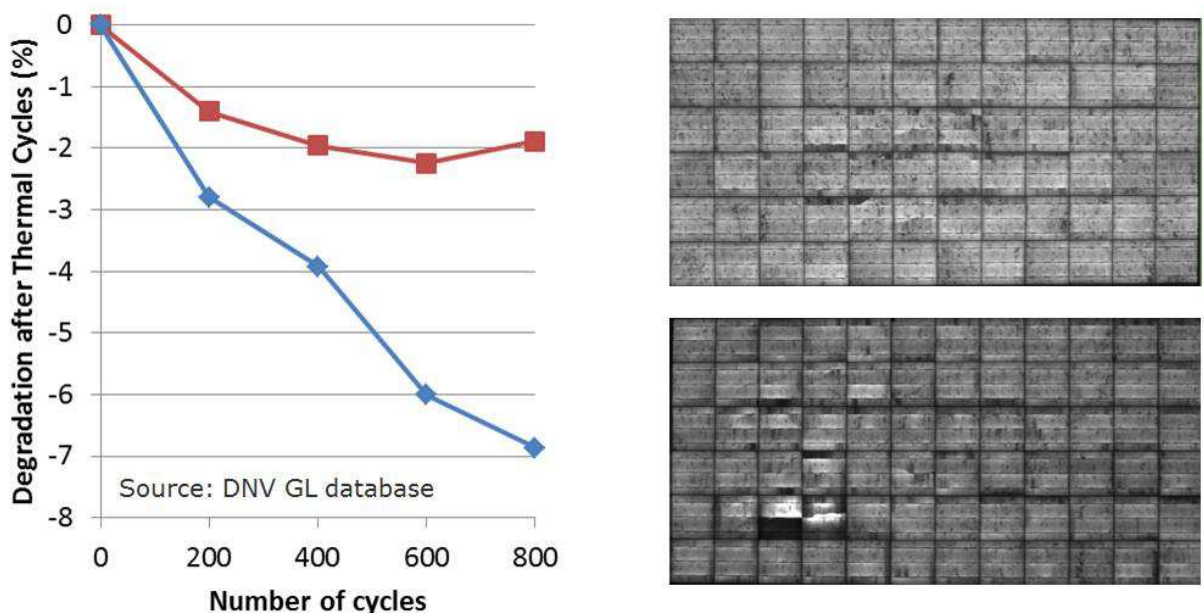 Degradation after Thermal Cycles (%)
0
-1
-2
-3
-4
-5
-6
-7
-8
Source: DNV GL database
0 200 400 600 800
Number of cycles